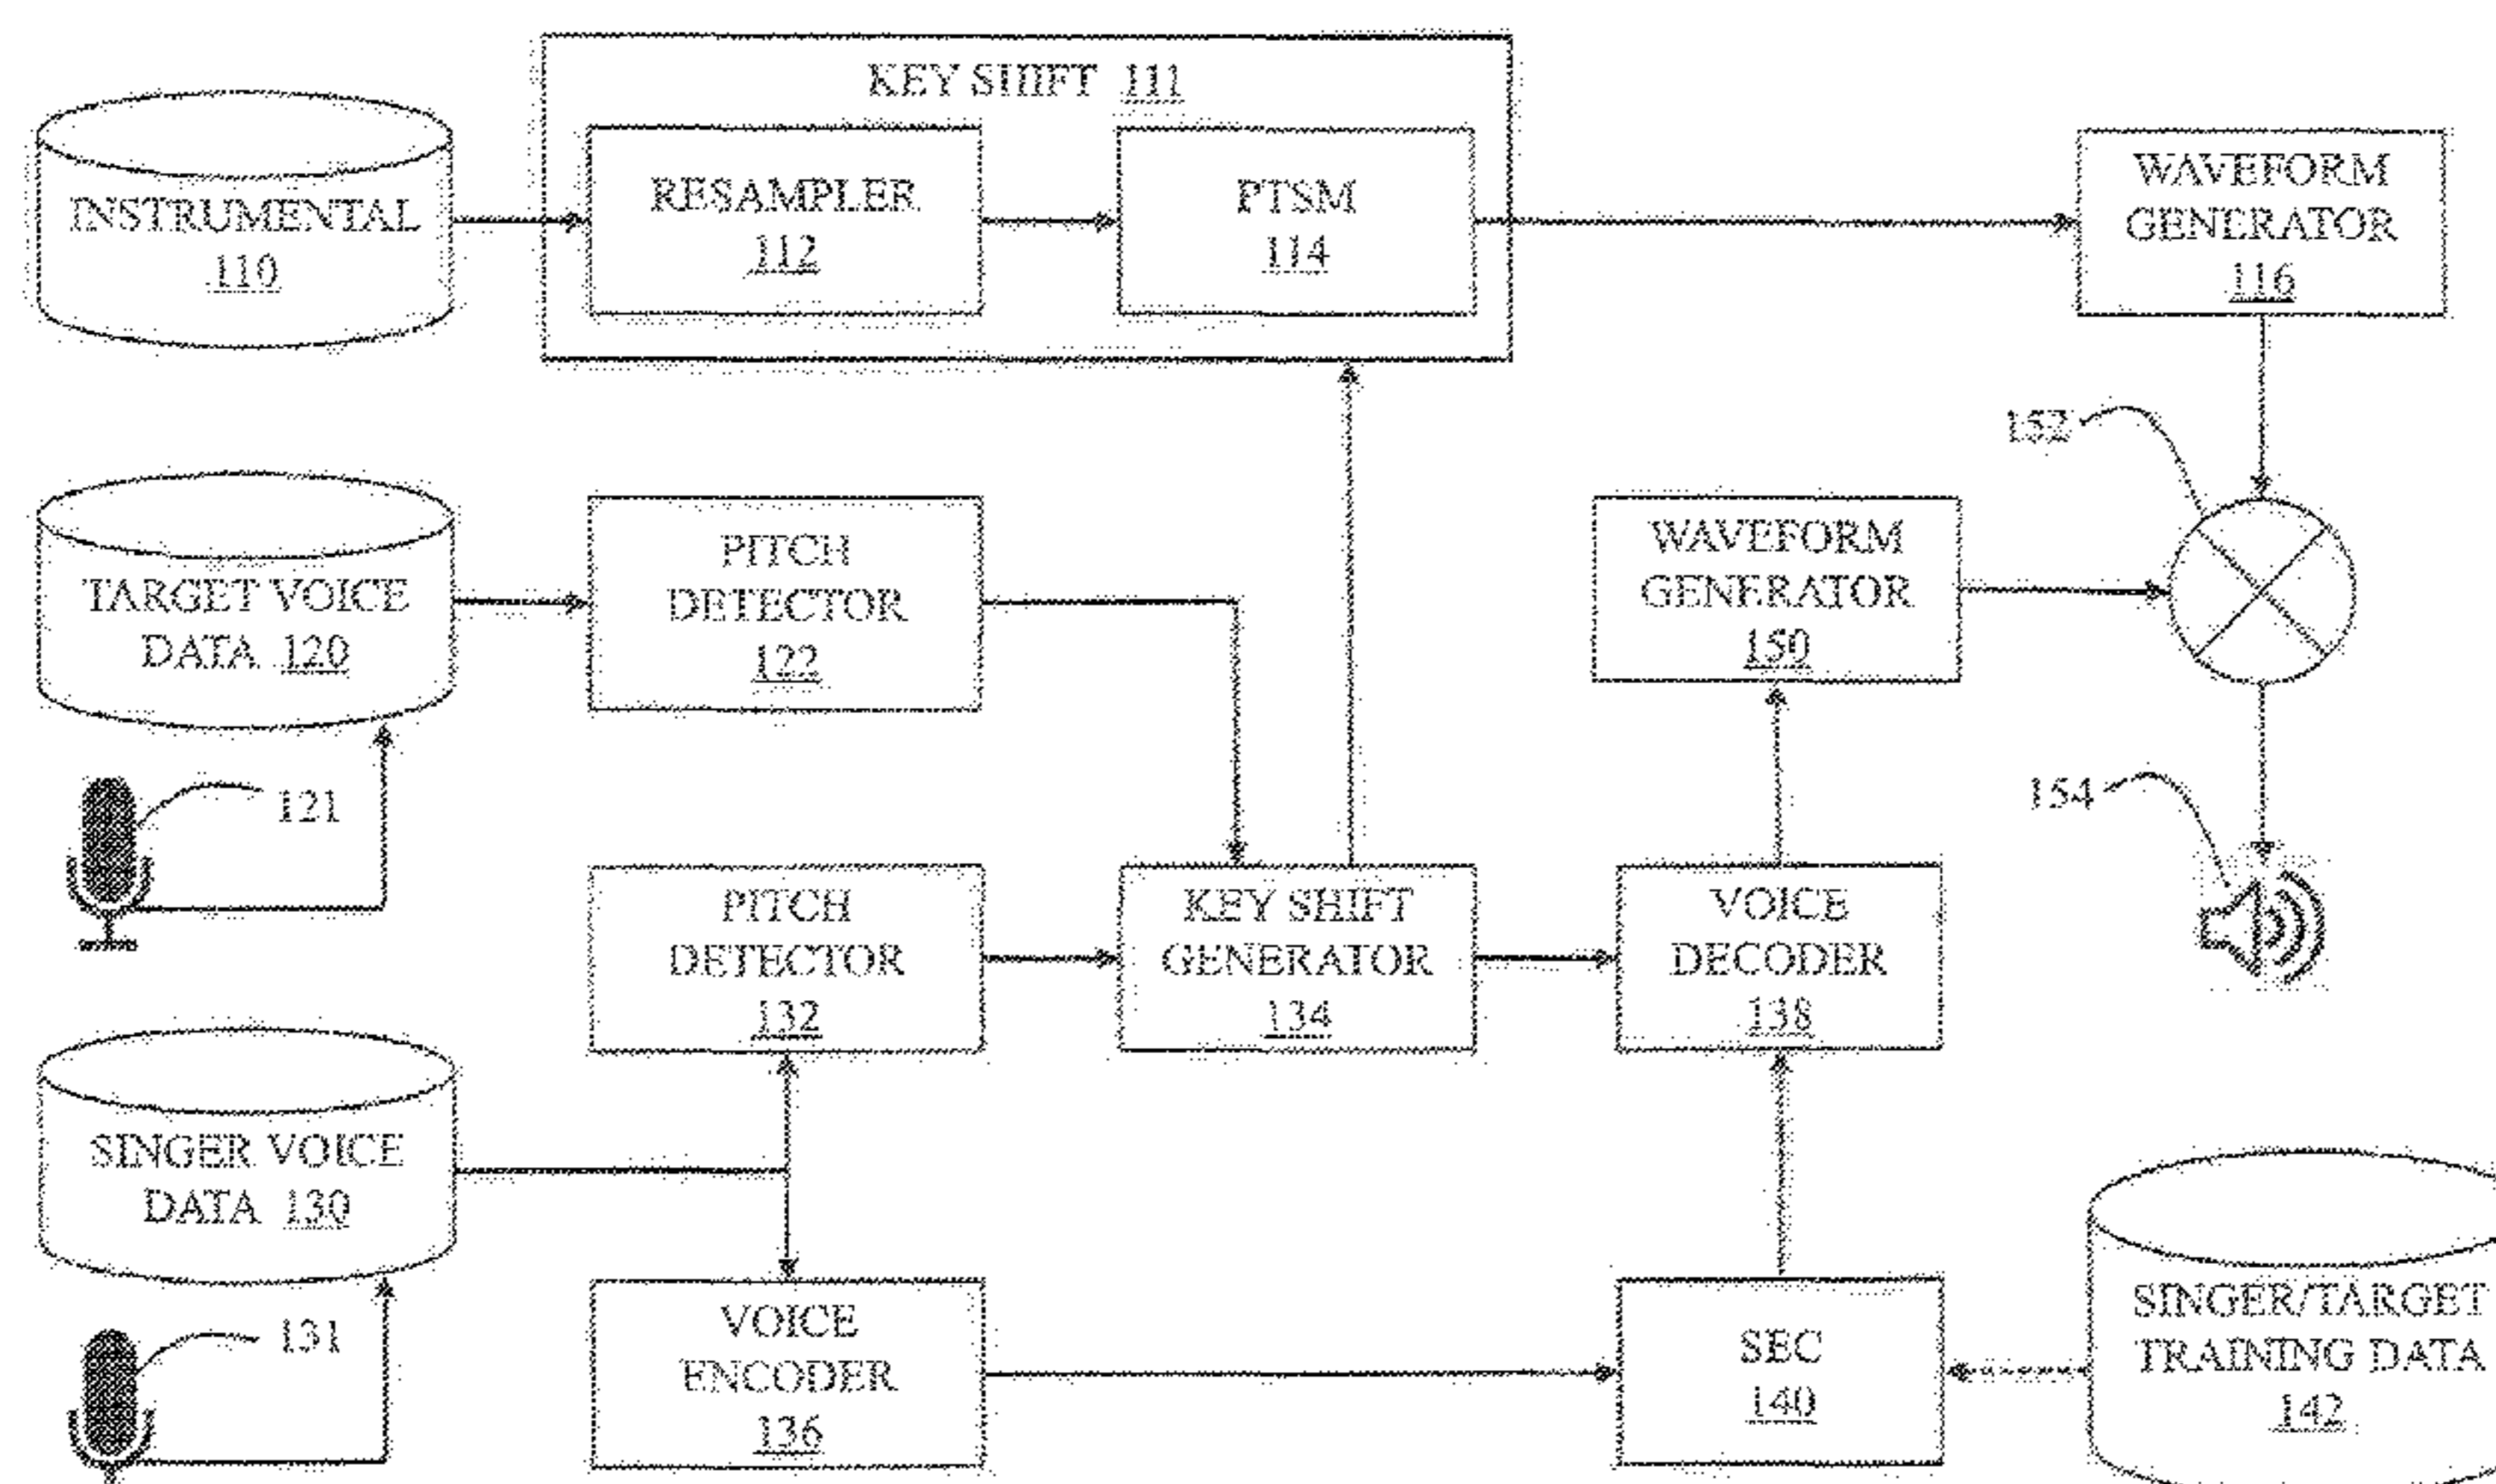 KEY SHIFT 111
INSTRUMENTAL
110
RESAMPLER
112
PTSM
114
WAVEFORM
GENERATOR
116
152
TARGET VOICE
DATA 120
PITCH
DETECTOR
122
WAVEFORM
GENERATOR
150
121
154
PITCH
DETECTOR
132
KEY SHIFT
GENERATOR
134
VOICE
DECODER
138
SINGER VOICE
DATA 130
131
VOICE
ENCODER
136
SEC
140
SINGER/TARGET
TRAINING DATA
142